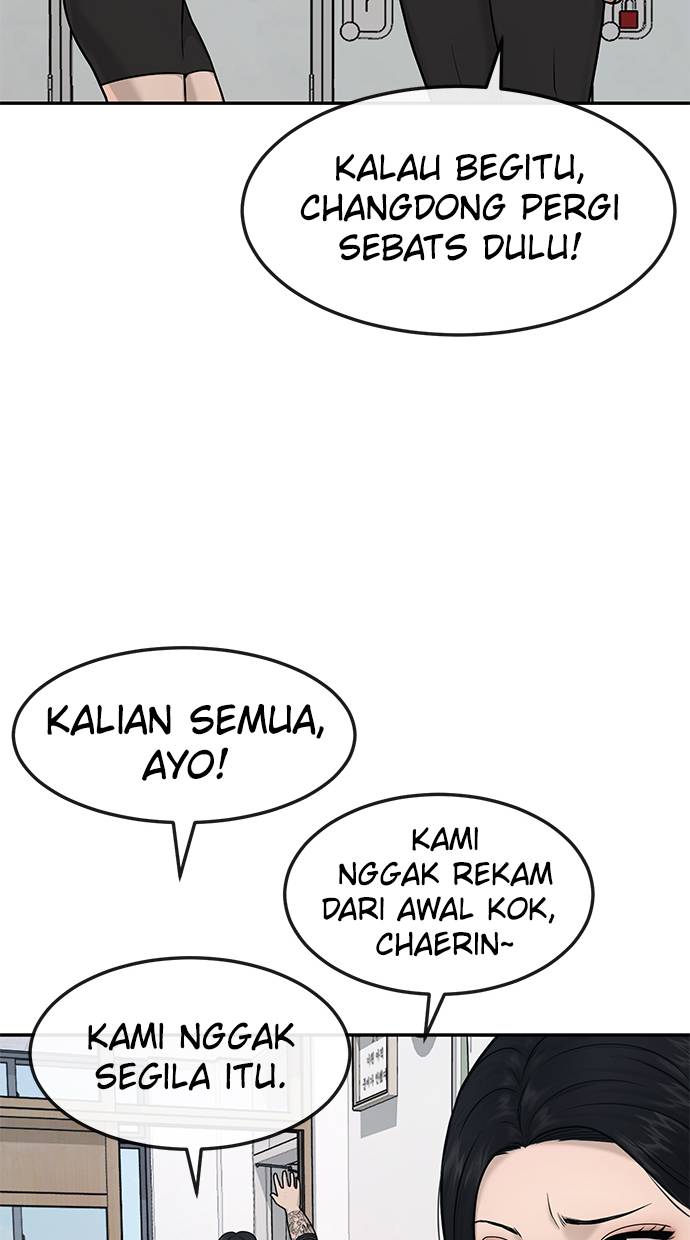 KALAU BEGITU,
CHANGDONG PERGI
SEBATS DULU!
KALIAN SEMUA,
AYO!
KAMI
NGGAK REKAM
DARI AWAL KOK,
CHAERIN~
KAMI NGGAK
SEGILA ITU.